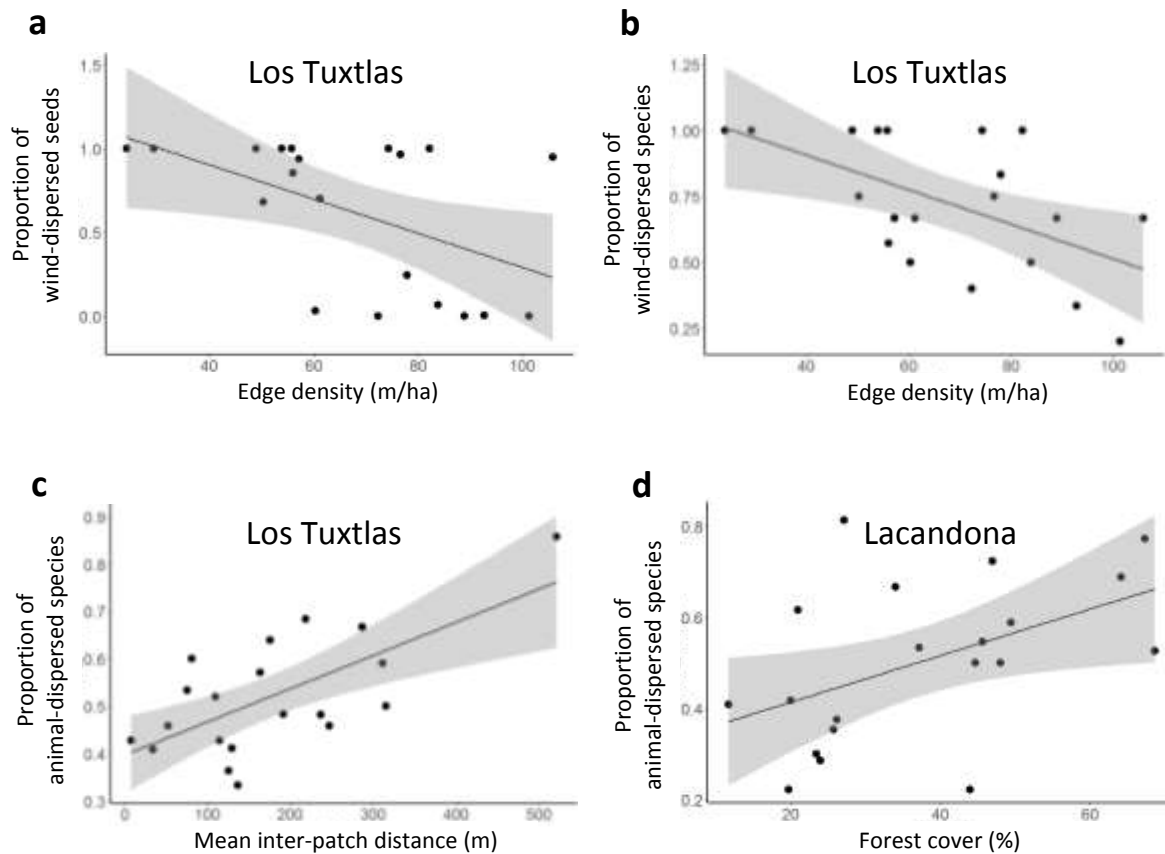 a
Los Tuxtlas
1.5
1.0
0.5
0.0
Proportion of
wind-dispersed seeds
40 60 80 100
Edge density (m/ha)
b
Los Tuxtlas
1.25
1.00
0.75
0.50
0.25
Proportion of
wind-dispersed species
40 60 80 100
Edge density (m/ha)
c
Los Tuxtlas
0.9
0.8
0.7
0.6
0.5
0.4
0.3
Proportion of
animal-dispersed species
0 100 200 300 400 500
Mean inter-patch distance (m)
d
Lacandona
0.8
0.6
0.4
0.2
Proportion of
animal-dispersed species
20 40 60
Forest cover (%)